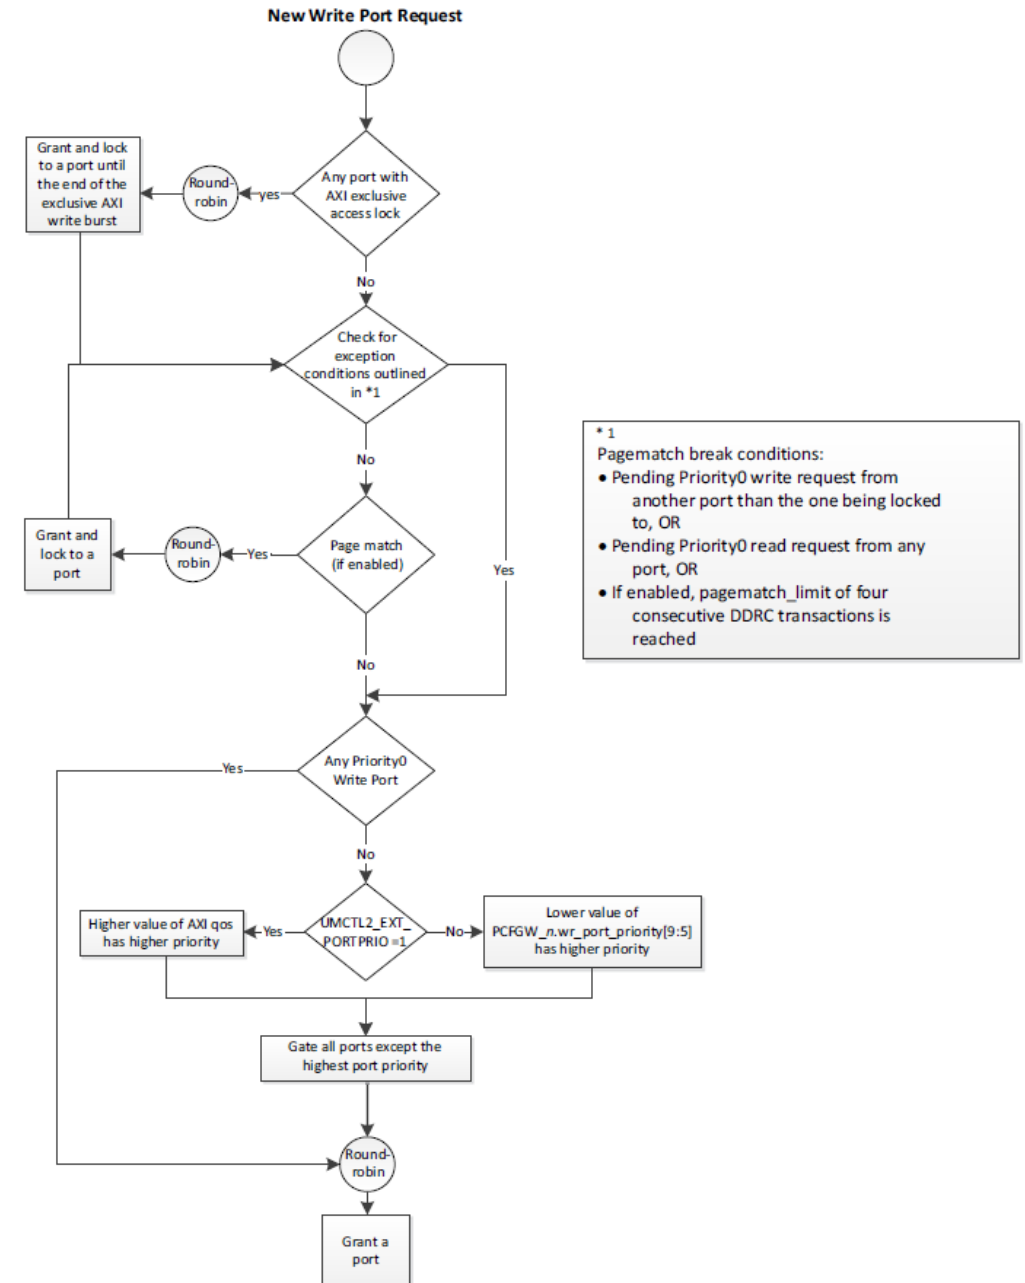 New Write Port Request
Any port with
AXI exclusive
access lock
yes
Round-
robin
Grant and lock
to a port until
the end of the
exclusive AXI
write burst
No
Check for
exception
conditions outlined
in *1
No
Yes
Page match
(if enabled)
Yes
Round-
robin
Grant and
lock to a
port
No
* 1
Pagematch break conditions:
• Pending Priority0 write request from
another port than the one being locked
to, OR
• Pending Priority0 read request from any
port, OR
• If enabled, pagematch_limit of four
consecutive DDRC transactions is
reached
Any Priority0
Write Port
Yes
No
UMCTL2_EXT_
PORTPRIO =1
Yes
Higher value of AXI qos
has higher priority
No
Lower value of
PCFGW_n.wr_port_priority[9:5]
has higher priority
Gate all ports except the
highest port priority
Round-
robin
Grant a
port